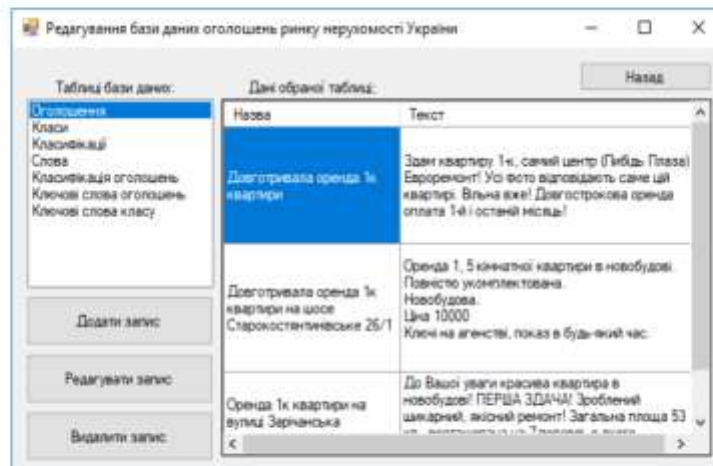 Редагування бази даних оголошень ринку нерухомості України
Назад
Таблиці бази даних:
Оголошення
Класи
Класифікації
Слова
Класифікація оголошень
Ключові слова оголошень
Ключові слова класу
Додати запис
Редагувати запис
Видалити запис
Дані обраної таблиці:
Назва Текст
Довготривала оренда 1к
квартири
Здам квартиру 1-к, самий центр (Либідь Плаза)
Евроремонт! Усі фото відповідають саме цій
квартирі. Вільна вже! Довгострокова оренда
оплата 1-й і останій місяць!
Довготривала оренда 1к
квартири на шосе
Старокостянтинівське 26/1
Оренда 1, 5 кімнатної квартири в новобудові.
Повністю укомплектована.
Новобудова.
Ціна 10000
Ключі на агенстві, показ в будь-який час.
Оренда 1к квартири на
вулиці Зарічанська
До Вашої уваги красива квартира в
новобудові! ПЕРША ЗДАЧА! Зроблений
шикарний, якісний ремонт! Загальна площа 53